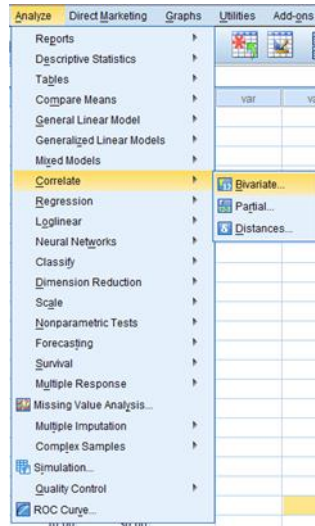 Analyze Direct Marketing Graphs Utilities Add-ons
Reports
Descriptive Statistics
Tables
Compare Means
var
General Linear Model
Generalized Linear Models
Mixed Models
Correlate
Bivariate...
Regression
Partial...
Loglinear
Distances...
Neural Networks
Classify
Dimension Reduction
Scale
Nonparametric Tests
Forecasting
Survival
Multiple Response
Missing Value Analysis...
Multiple Imputation
Complex Samples
Simulation...
Quality Control
ROC Curve...